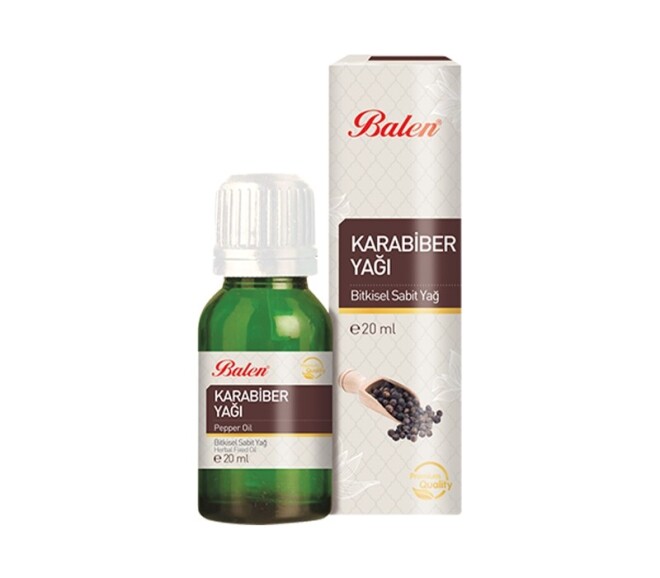 Balen®
KARABİBER
YAĞI
Bitkisel Sabit Yağ
℮20 ml
Quality
Balen®
KARABİBER
YAĞI
Pepper Oil
Bitkisel Sabit Yağ
Herbal Fixed Oil
℮ 20 ml